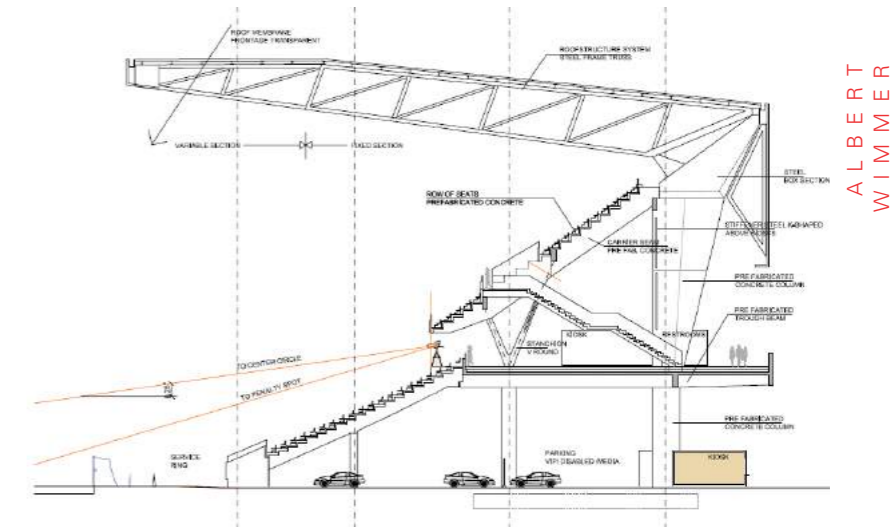 ROOF MEMBRANE
FRONTAGE TRANSPARENT
ROOFSTRUCTURE SYSTEM
STEEL FRAME TRUSS
ALBERT
WIMMER
VARIABLE SECTION
FIXED SECTION
STEEL
BOX SECTION
ROW OF SEATS
PREFABRICATED CONCRETE
STIFFENER STEEL K-SHAPED
ABOVE KIOSKS
CARRIER BEAM
PRE FAB. CONCRETE
PRE FABRICATED
CONCRETE COLUMN
PRE FABRICATED
TROUGH BEAM
KIOSK
RESTROOMS
STANCHION
V ROUND
TO CENTER CIRCLE
TO PENALTY SPOT
PRE FABRICATED
CONCRETE COLUMN
SERVICE
RING
PARKING
VIP/ DISABLED /MEDIA
KIOSK